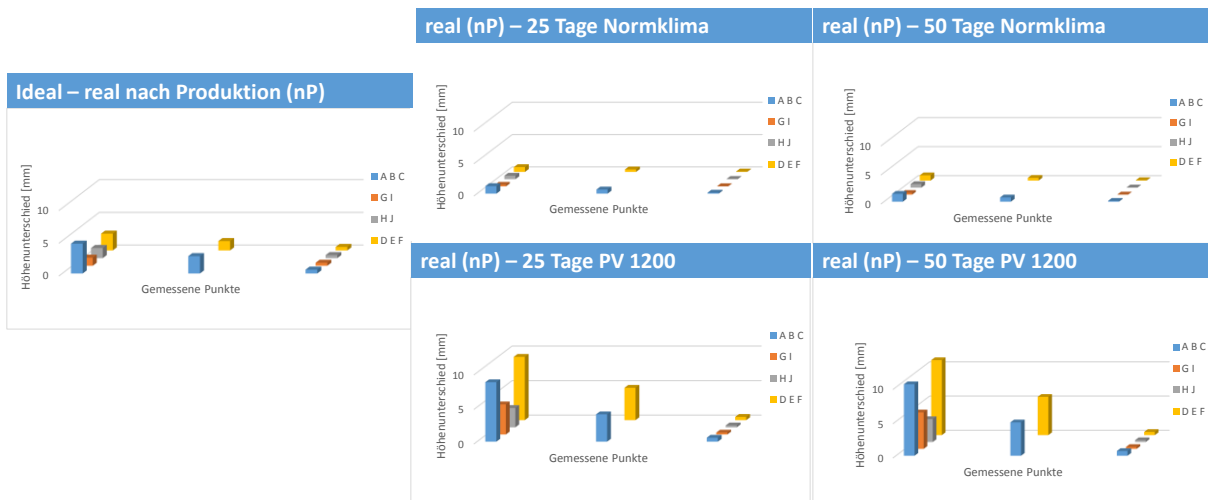 Ideal – real nach Produktion (nP)
Höhenunterschied [mm]
10
5
0
Gemessene Punkte
A B C
G I
H J
D E F
real (nP) – 25 Tage Normklima
Höhenunterschied [mm]
10
5
0
Gemessene Punkte
A B C
G I
H J
D E F
real (nP) – 50 Tage Normklima
Höhenunterschied [mm]
10
5
0
Gemessene Punkte
A B C
G I
H J
D E F
real (nP) – 25 Tage PV 1200
Höhenunterschied [mm]
10
5
0
Gemessene Punkte
A B C
G I
H J
D E F
real (nP) – 50 Tage PV 1200
Höhenunterschied [mm]
10
5
0
Gemessene Punkte
A B C
G I
H J
D E F